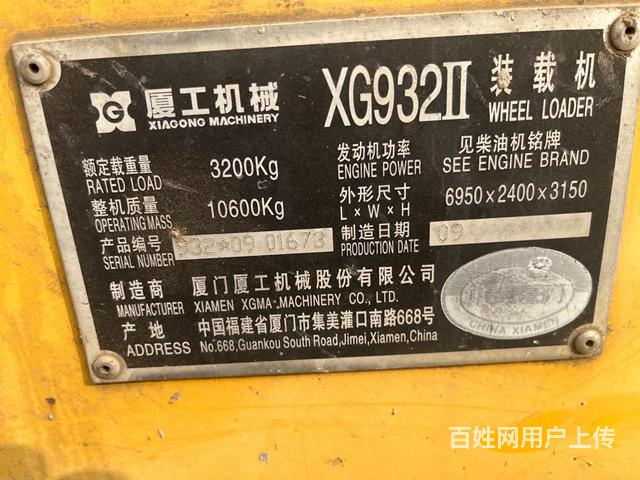 厦工机械
XIAGONG MACHINERY
XG932II 装载机
WHEEL LOADER
额定载重量 3200Kg
RATED LOAD
发动机功率 见柴油机铭牌
ENGINE POWER SEE ENGINE BRAND
整机质量 10600Kg
OPERATING MASS
外形尺寸 6950×2400×3150
L×W×H
产品编号 932☆09 01673
SERIAL NUMBER
制造日期 09
PRODUCTION DATE
制造商 厦门厦工机械股份有限公司
MANUFACTURER XIAMEN XGMA MACHINERY CO., LTD.
产地 中国福建省厦门市集美灌口南路668号
ADDRESS No.668,Guankou South Road,Jimei,Xiamen,China
CHINA XIAMEN
百姓网用户上传